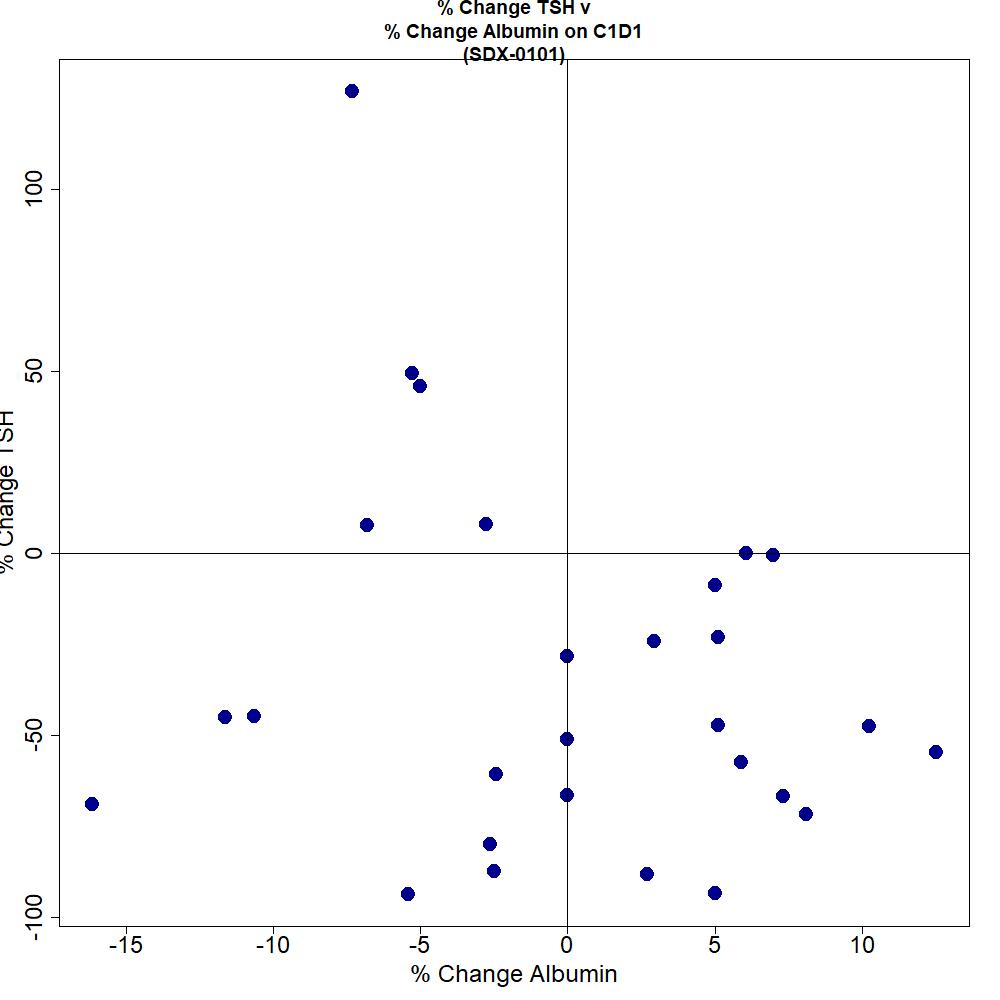 % Change TSH v
% Change Albumin on C1D1
(SDX-0101)
100
50
0
-50
-100
% Change TSH
-15
-10
-5
0
5
10
% Change Albumin